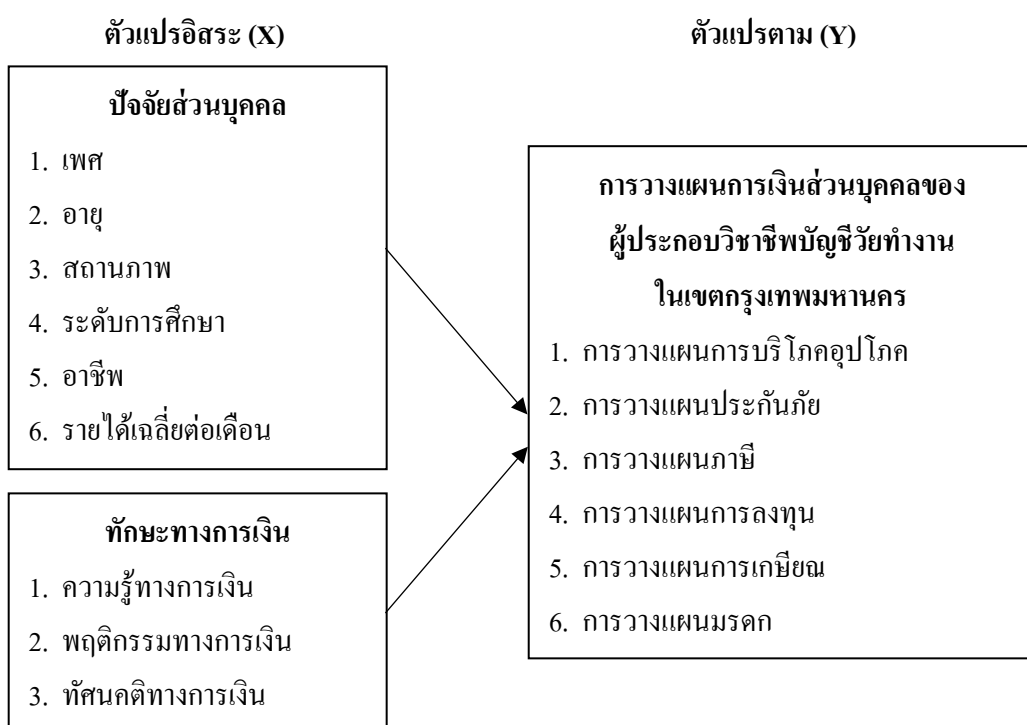 ตัวแปรอิสระ (X)
ตัวแปรตาม (Y)
ปัจจัยส่วนบุคคล
1. เพศ
2. อายุ
3. สถานภาพ
4. ระดับการศึกษา
5. อาชีพ
6. รายได้เฉลี่ยต่อเดือน
ทักษะทางการเงิน
1. ความรู้ทางการเงิน
2. พฤติกรรมทางการเงิน
3. ทัศนคติทางการเงิน
การวางแผนการเงินส่วนบุคคลของ
ผู้ประกอบวิชาชีพบัญชีวัยทำงาน
ในเขตกรุงเทพมหานคร
1. การวางแผนการบริโภคอุปโภค
2. การวางแผนประกันภัย
3. การวางแผนภาษี
4. การวางแผนการลงทุน
5. การวางแผนการเกษียณ
6. การวางแผนมรดก